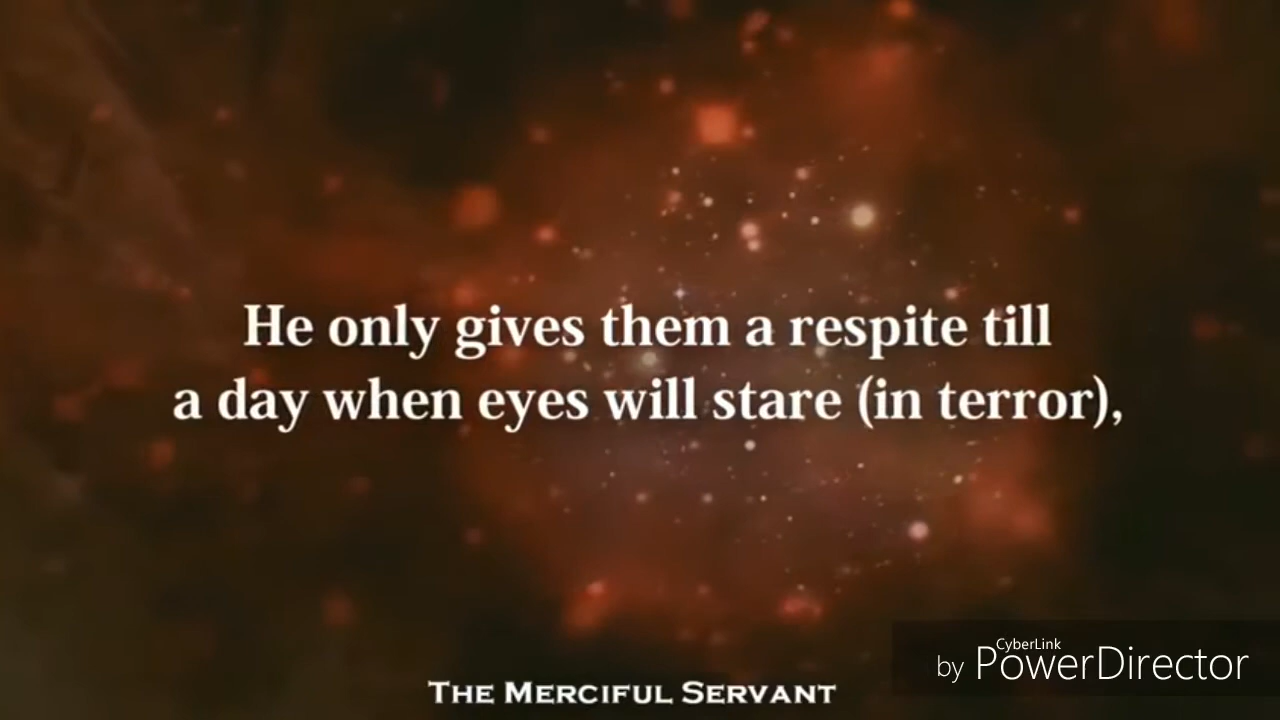 He only gives them a respite till
a day when eyes will stare (in terror),
CyberLink
by PowerDirector
The Merciful Servant